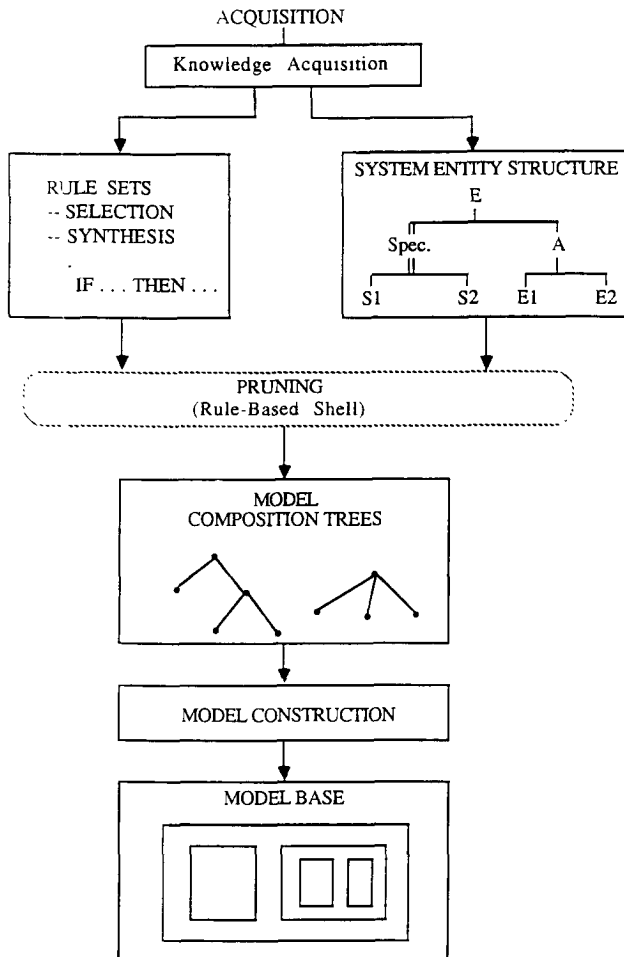 ACQUISITION
Knowledge Acquisition
RULE SETS
-- SELECTION
-- SYNTHESIS
.
IF . . . THEN . . .
SYSTEM ENTITY STRUCTURE
E
Spec. A
S1 S2 E1 E2
PRUNING
(Rule-Based Shell)
MODEL
COMPOSITION TREES
MODEL CONSTRUCTION
MODEL BASE